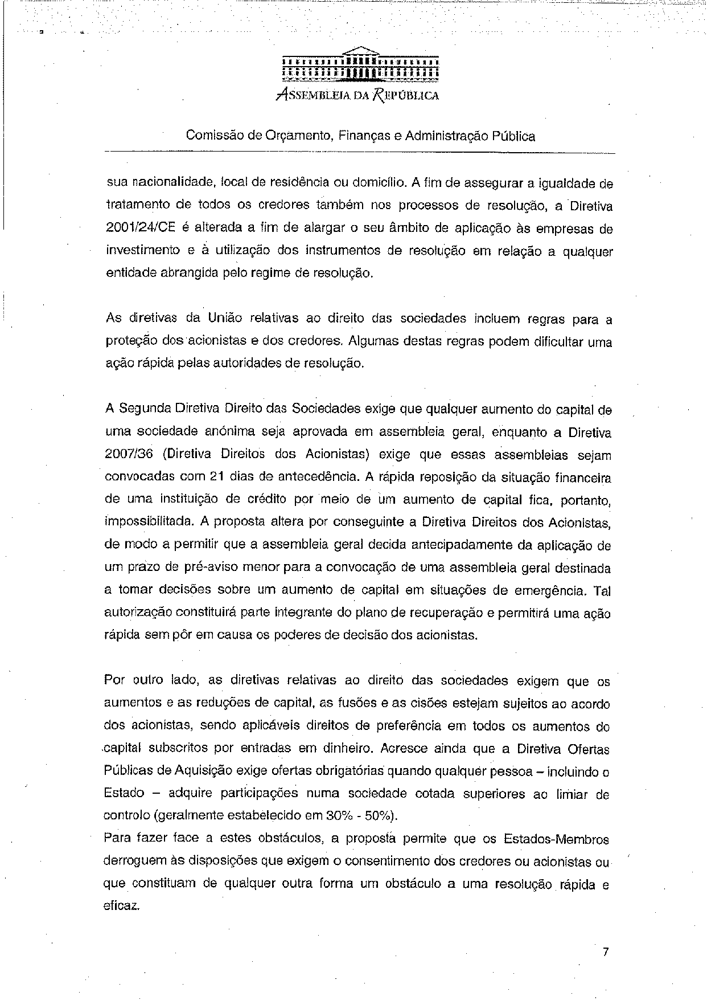 ASSEMBLEIA DA REPÚBLICA
Comissão de Orçamento, Finanças e Administração Pública
sua nacionalidade, local de residência ou domicílio. A fim de assegurar a igualdade de
tratamento de todos os credores também nos processos de resolução, a Diretiva
2001/24/CE é alterada a fim de alargar o seu âmbito de aplicação às empresas de
investimento e à utilização dos instrumentos de resolução em relação a qualquer
entidade abrangida pelo regime de resolução.
As diretivas da União relativas ao direito das sociedades incluem regras para a
proteção dos acionistas e dos credores. Algumas destas regras podem dificultar uma
ação rápida pelas autoridades de resolução.
A Segunda Diretiva Direito das Sociedades exige que qualquer aumento do capital de
uma sociedade anónima seja aprovada em assembleia geral, enquanto a Diretiva
2007/36 (Diretiva Direitos dos Acionistas) exige que essas assembleias sejam
convocadas com 21 dias de antecedência. A rápida reposição da situação financeira
de uma instituição de crédito por meio de um aumento de capital fica, portanto,
impossibilitada. A proposta altera por conseguinte a Diretiva Direitos dos Acionistas,
de modo a permitir que a assembleia geral decida antecipadamente da aplicação de
um prazo de pré-aviso menor para a convocação de uma assembleia geral destinada
a tomar decisões sobre um aumento de capital em situações de emergência. Tal
autorização constituirá parte integrante do plano de recuperação e permitirá uma ação
rápida sem pôr em causa os poderes de decisão dos acionistas.
Por outro lado, as diretivas relativas ao direito das sociedades exigem que os
aumentos e as reduções de capital, as fusões e as cisões estejam sujeitos ao acordo
dos acionistas, sendo aplicáveis direitos de preferência em todos os aumentos do
capital subscritos por entradas em dinheiro. Acresce ainda que a Diretiva Ofertas
Públicas de Aquisição exige ofertas obrigatórias quando qualquer pessoa – incluindo o
Estado – adquire participações numa sociedade cotada superiores ao limiar de
controlo (geralmente estabelecido em 30% - 50%).
Para fazer face a estes obstáculos, a proposta permite que os Estados-Membros
derroguem às disposições que exigem o consentimento dos credores ou acionistas ou
que constituam de qualquer outra forma um obstáculo a uma resolução rápida e
eficaz.
7